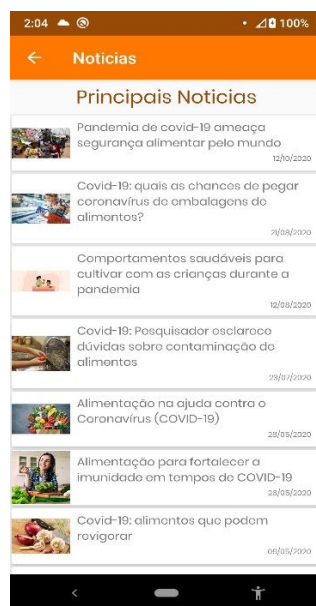 2:04 100%
Noticias
Principais Noticias
Pandemia de covid-19 ameaça
segurança alimentar pelo mundo
12/10/2020
Covid-19: quais as chances de pegar
coronavírus de embalagens de
alimentos?
21/08/2020
Comportamentos saudáveis para
cultivar com as crianças durante a
pandemia
12/08/2020
Covid-19: Pesquisador esclarece
dúvidas sobre contaminação de
alimentos
23/07/2020
Alimentação na ajuda contra o
Coronavírus (COVID-19)
28/05/2020
Alimentação para fortalecer a
imunidade em tempos de COVID-19
28/05/2020
Covid-19: alimentos que podem
revigorar
09/05/2020